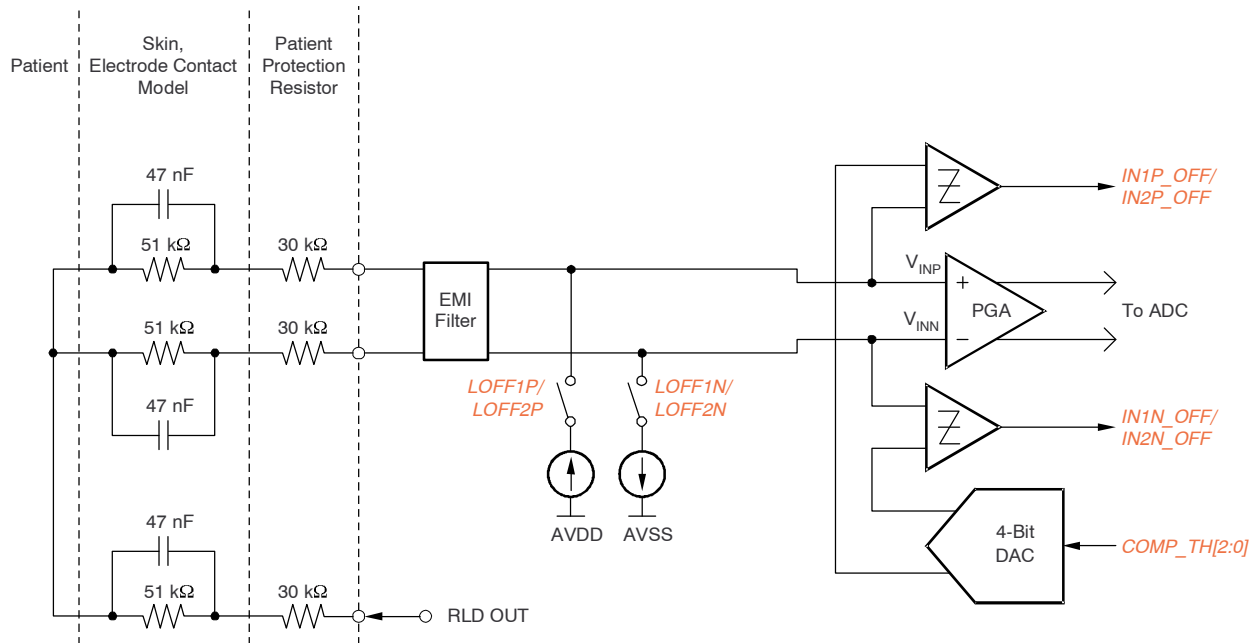 Patient
Skin,
Electrode Contact
Model
Patient
Protection
Resistor
47 nF
51 kΩ
30 kΩ
51 kΩ
30 kΩ
47 nF
47 nF
51 kΩ
30 kΩ
RLD OUT
EMI
Filter
LOFF1P/
LOFF2P
LOFF1N/
LOFF2N
AVDD
AVSS
IN1P_OFF/
IN2P_OFF
VINP
+
PGA
VINN
−
To ADC
IN1N_OFF/
IN2N_OFF
4-Bit
DAC
COMP_TH[2:0]